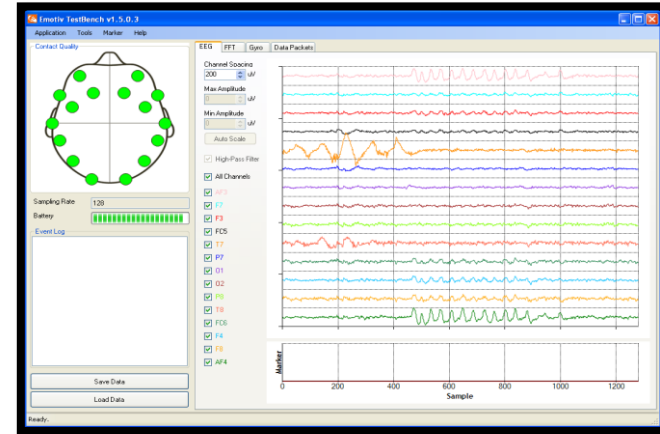 Emotiv TestBench v1.5.0.3
Application Tools Marker Help
Contact Quality
Sampling Rate 128
Battery
Event Log
Save Data
Load Data
Ready.
EEG FFT Gyro Data Packets
Channel Spacing
200 uV
Max Amplitude
0 uV
Min Amplitude
0 uV
Auto Scale
High-Pass Filter
All Channels
AF3
F7
F3
FC5
T7
P7
O1
O2
P8
T8
FC6
F4
F8
AF4
Marker
0 200 400 600 800 1000 1200
Sample